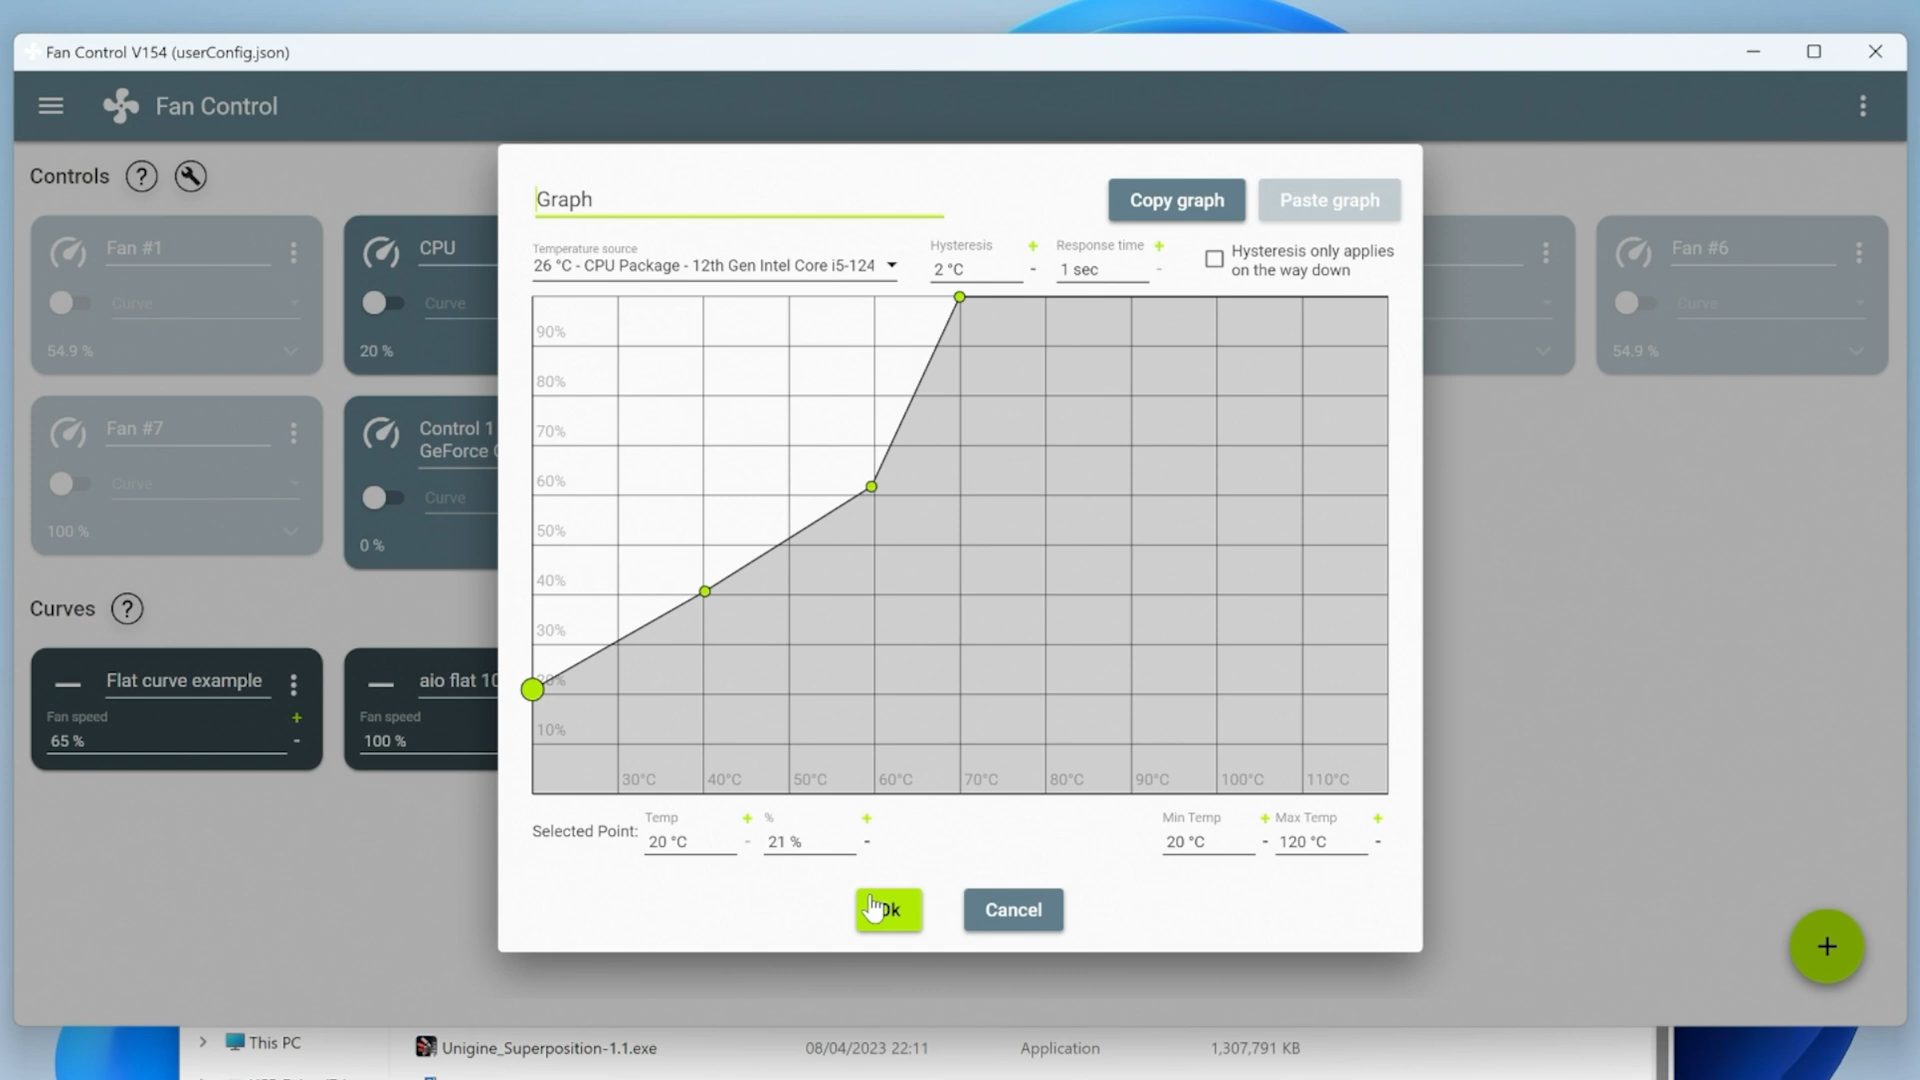 Fan Control V154 (userConfig.json)
Fan Control
Controls
?
Fan #1
Curve
54.9 %
CPU
Curve
20 %
Curve
Fan #6
Curve
54.9 %
Fan #7
Curve
100 %
Control 1
GeForce
Curve
0 %
Curves
?
Flat curve example
Fan speed
+
65 %
-
aio flat 10
Fan speed
100 %
Graph
Copy graph
Paste graph
Temperature source
26 °C - CPU Package - 12th Gen Intel Core i5-124
Hysteresis
+
2 °C
-
Response time
+
1 sec
-
Hysteresis only applies
on the way down
90%
80%
70%
60%
50%
40%
30%
20%
10%
30°C
40°C
50°C
60°C
70°C
80°C
90°C
100°C
110°C
Selected Point:
Temp
+
20 °C
-
%
+
21 %
-
Min Temp
+
20 °C
-
Max Temp
+
120 °C
-
Ok
Cancel
+
This PC
Unigine_Superposition-1.1.exe
08/04/2023 22:11
Application
1,307,791 KB